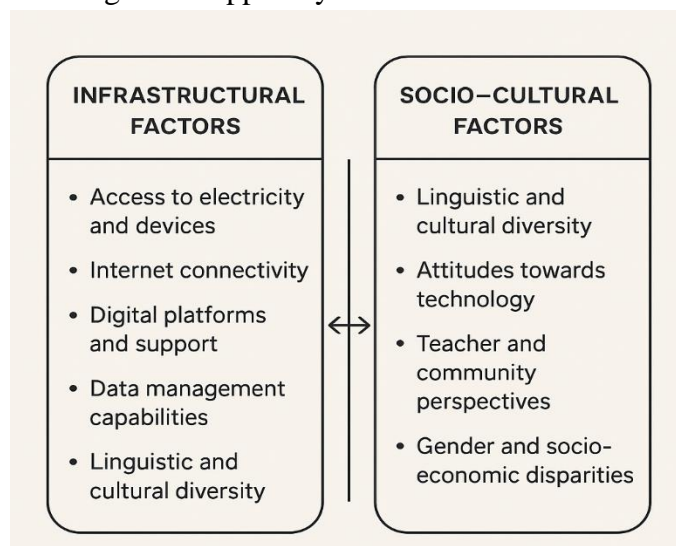 INFRASTRUCTURAL
FACTORS
• Access to electricity
and devices
• Internet connectivity
• Digital platforms
and support
• Data management
capabilities
• Linguistic and
cultural diversity
SOCIO–CULTURAL
FACTORS
• Linguistic and
cultural diversity
• Attitudes towards
technology
• Teacher and
community
perspectives
• Gender and socio-
economic disparities